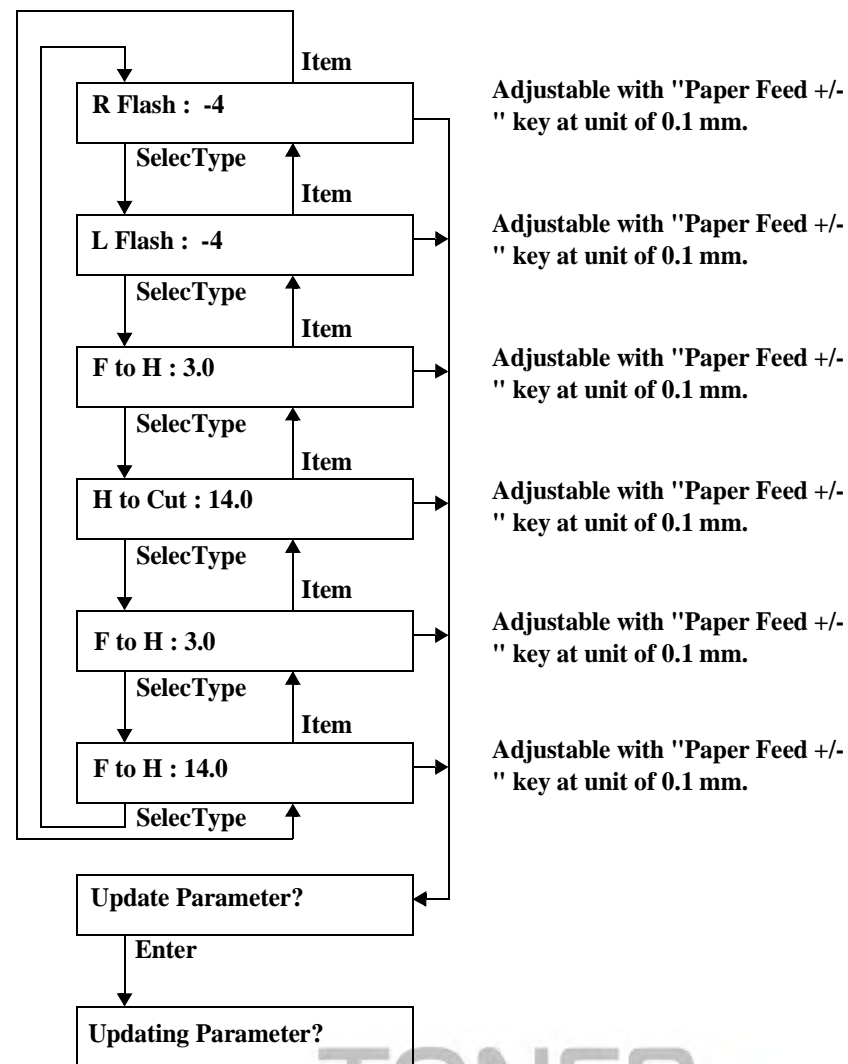 Item
R Flash : -4
Adjustable with "Paper Feed +/-
" key at unit of 0.1 mm.
SelecType
Item
L Flash : -4
Adjustable with "Paper Feed +/-
" key at unit of 0.1 mm.
SelecType
Item
F to H : 3.0
Adjustable with "Paper Feed +/-
" key at unit of 0.1 mm.
SelecType
Item
H to Cut : 14.0
Adjustable with "Paper Feed +/-
" key at unit of 0.1 mm.
SelecType
Item
F to H : 3.0
Adjustable with "Paper Feed +/-
" key at unit of 0.1 mm.
SelecType
Item
F to H : 14.0
Adjustable with "Paper Feed +/-
" key at unit of 0.1 mm.
SelecType
Update Parameter?
Enter
Updating Parameter?
TONER